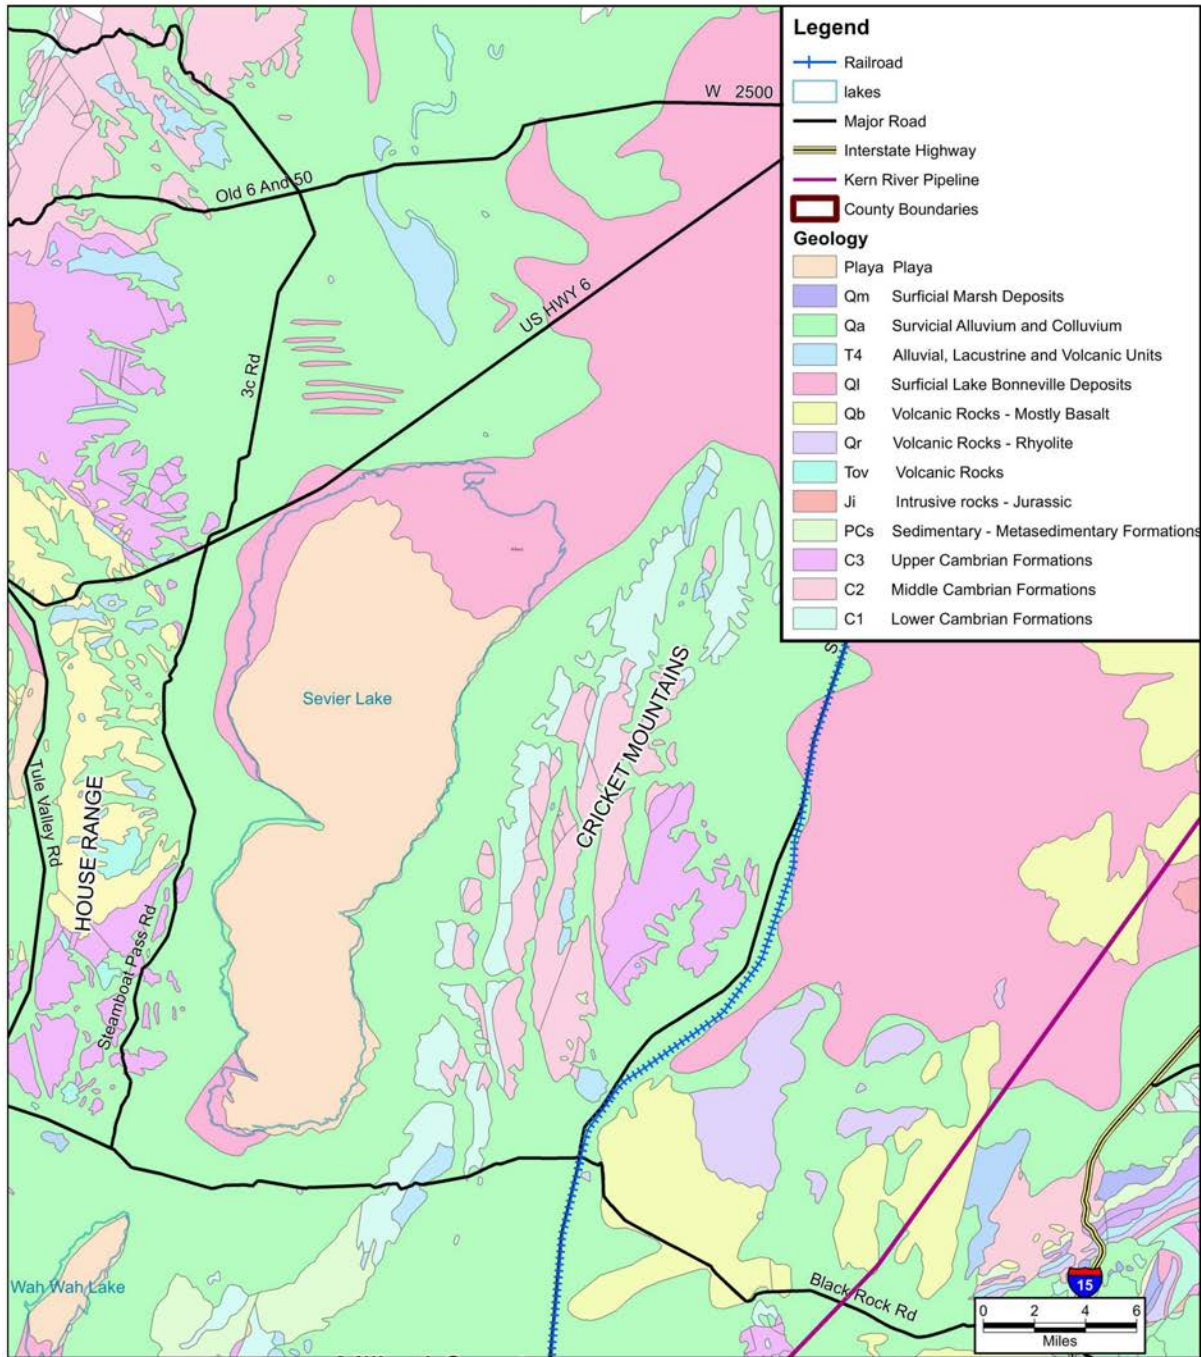 Legend
Railroad
lakes
Major Road
Interstate Highway
Kern River Pipeline
County Boundaries
Geology
Playa Playa
Qm Surficial Marsh Deposits
Qa Survicial Alluvium and Colluvium
T4 Alluvial, Lacustrine and Volcanic Units
Ql Surficial Lake Bonneville Deposits
Qb Volcanic Rocks - Mostly Basalt
Qr Volcanic Rocks - Rhyolite
Tov Volcanic Rocks
Ji Intrusive rocks - Jurassic
PCs Sedimentary - Metasedimentary Formations
C3 Upper Cambrian Formations
C2 Middle Cambrian Formations
C1 Lower Cambrian Formations
W 2500
Old 6 And 50
US HWY 6
3c Rd
Sevier Lake
CRICKET MOUNTAINS
Tule Valley Rd
HOUSE RANGE
Steamboat Pass Rd
Wah Wah Lake
Black Rock Rd
15
0 2 4 6
Miles